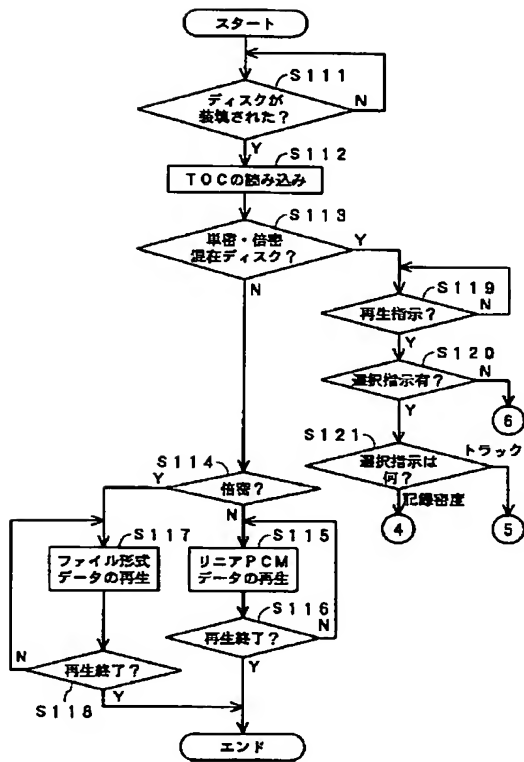 スタート
S111
ディスクが
装填された?
N
Y
S112
TOCの読み込み
S113
単密・倍密
混在ディスク?
Y
N
S119
再生指示?
N
Y
S120
選択指示有?
N
Y
6
S121
選択指示は
何?
トラック
記録密度
4
5
S114
倍密?
Y
N
S117
ファイル形式
データの再生
S115
リニアPCM
データの再生
S116
再生終了?
N
Y
再生終了?
N
Y
S118
エンド